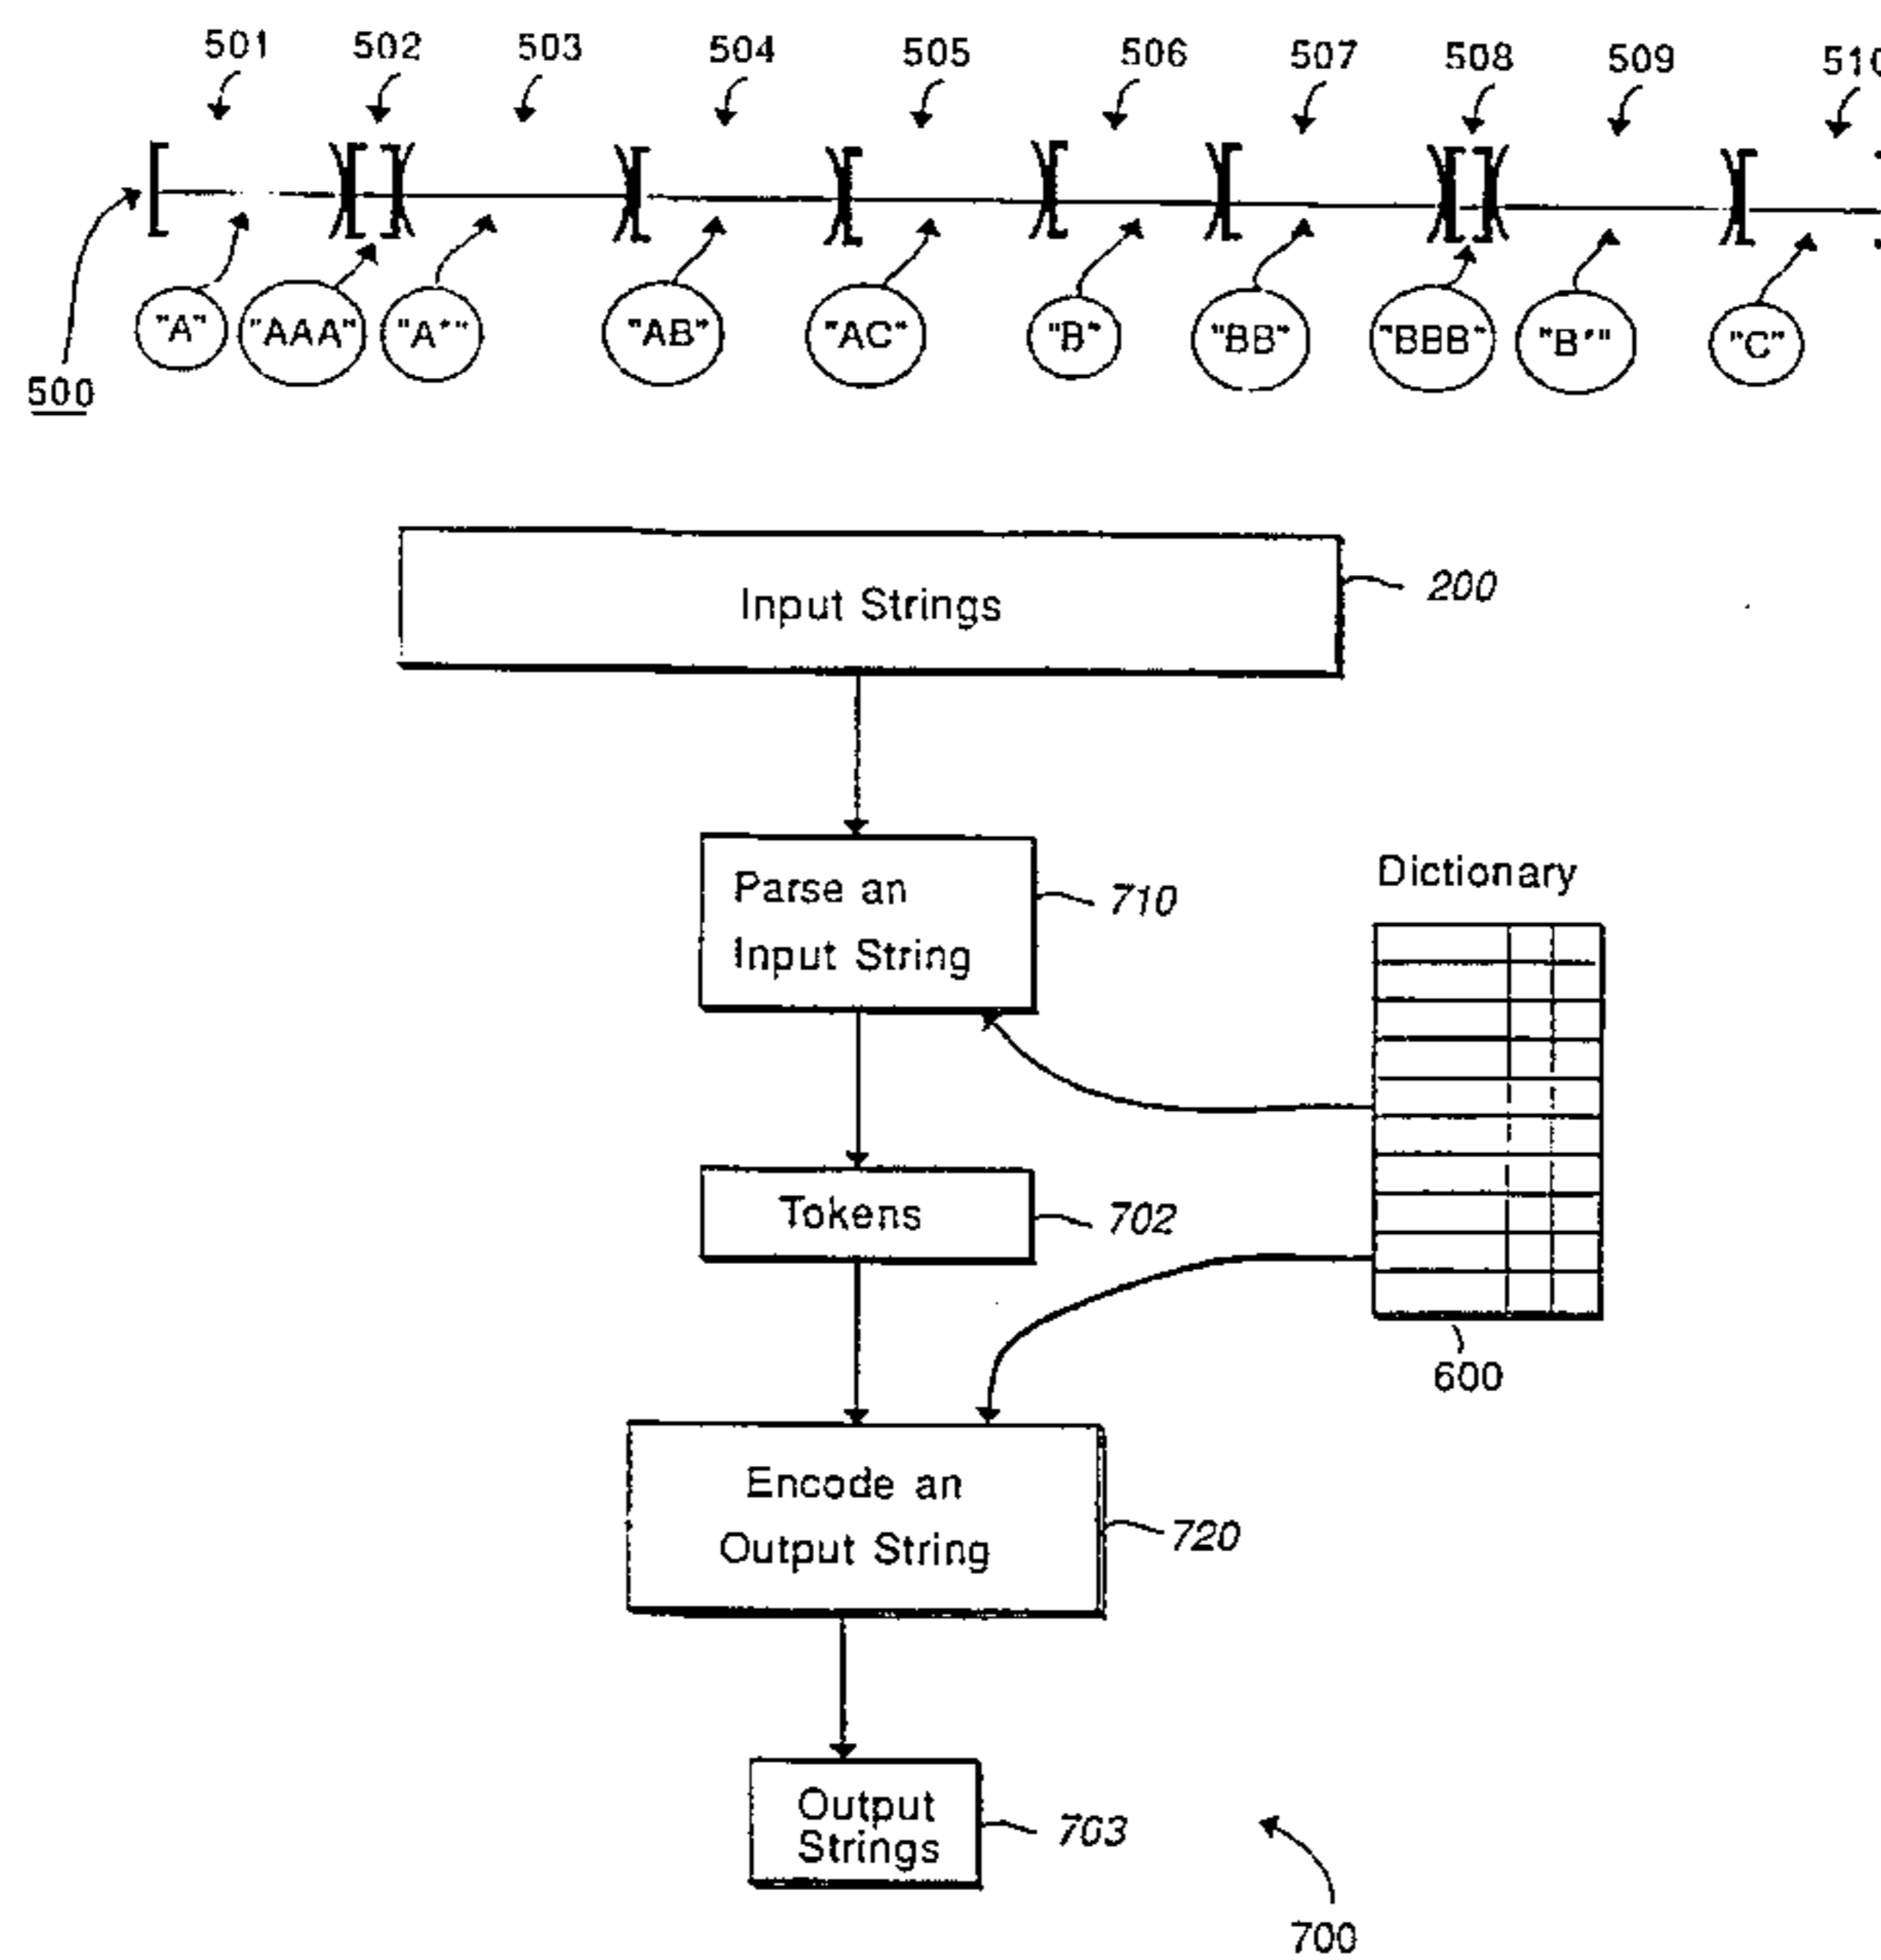 501 502 503 504 505 506 507 508 509 510
"A" "AAA" "A*" "AB" "AC" "B" "BB" "BBB" "B*" "C"
500
Input Strings
200
Parse an
Input String
710
Dictionary
Tokens
702
600
Encode an
Output String
720
Output
Strings
703
700